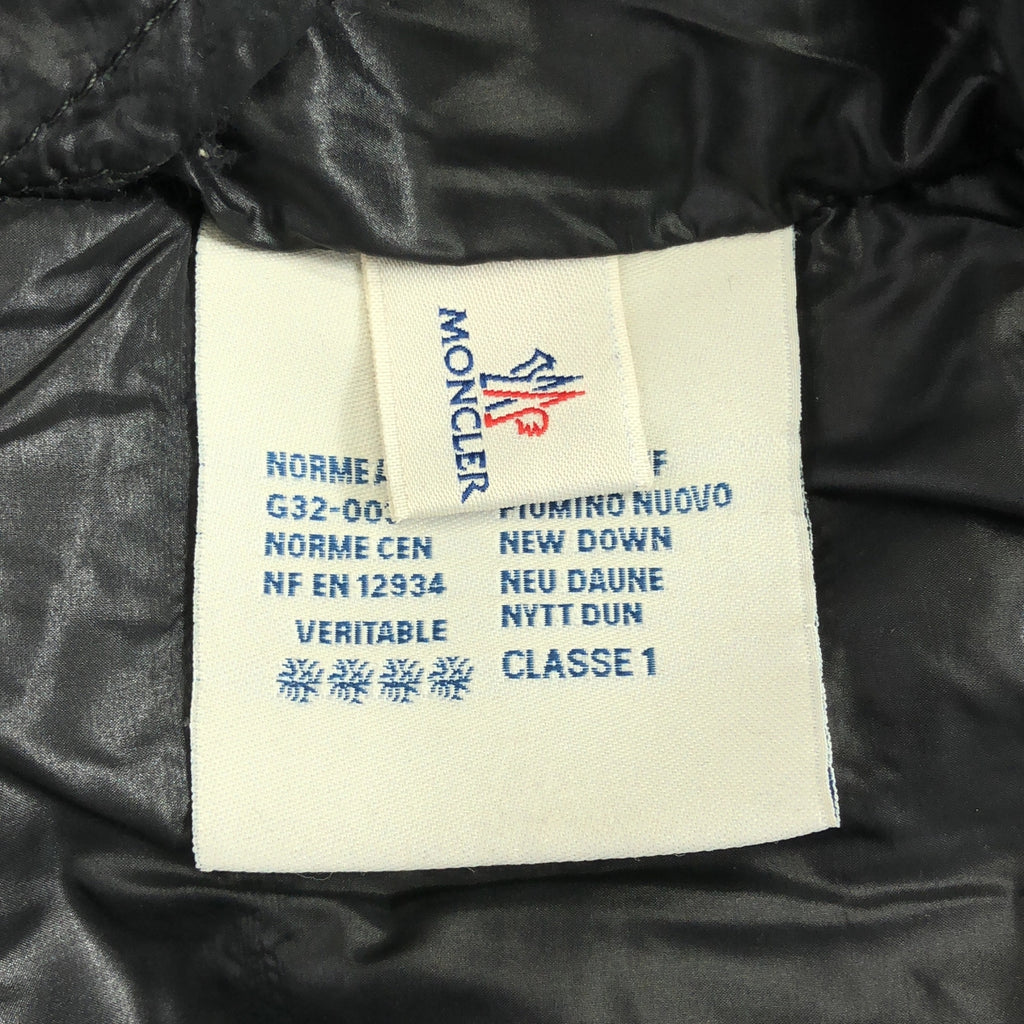 MONCLER
NORME
G32-00
NORME CEN
NF EN 12934
VERITABLE
PIUMINO NUOVO
NEW DOWN
NEU DAUNE
NYTT DUN
CLASSE 1